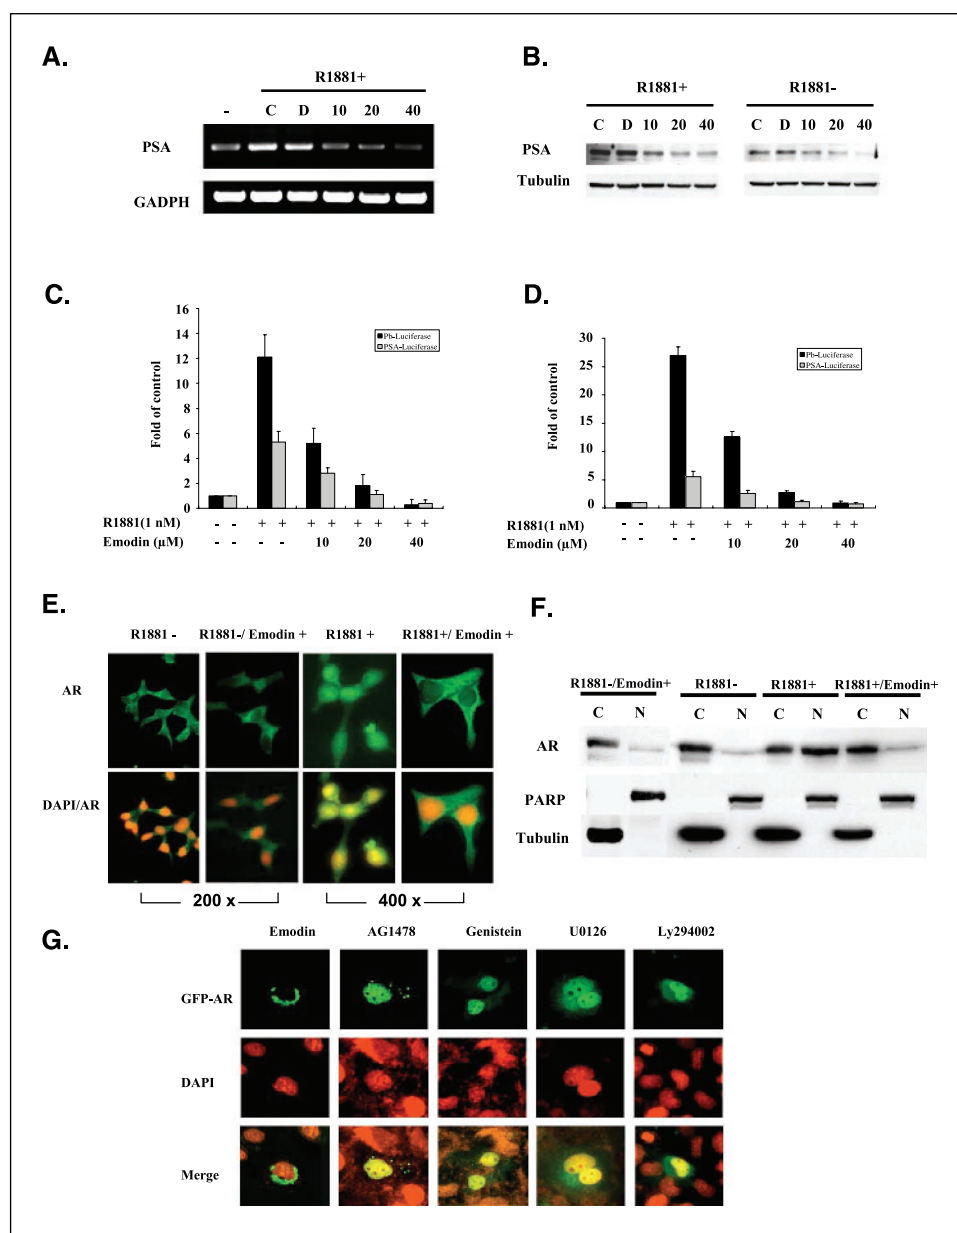 A.
R1881+
- C D 10 20 40
PSA
GADPH
B.
R1881+ R1881-
C D 10 20 40 C D 10 20 40
PSA
Tubulin
C.
16
14
12
10
8
6
4
2
0
Fold of control
Pb-Luciferase
PSA-Luciferase
R1881(1 nM) - - + + + + + + + +
Emodin (µM) - - - - 10 20 40
D.
30
25
20
15
10
5
0
Fold of control
Pb-Luciferase
PSA-Luciferase
R1881(1 nM) - - + + + + + + + +
Emodin (µM) - - - - 10 20 40
E.
R1881 - R1881-/ Emodin + R1881 + R1881+/ Emodin +
AR
DAPI/AR
200 x 400 x
F.
R1881-/Emodin+ R1881- R1881+ R1881+/Emodin+
C N C N C N C N
AR
PARP
Tubulin
G.
Emodin AG1478 Genistein U0126 Ly294002
GFP-AR
DAPI
Merge